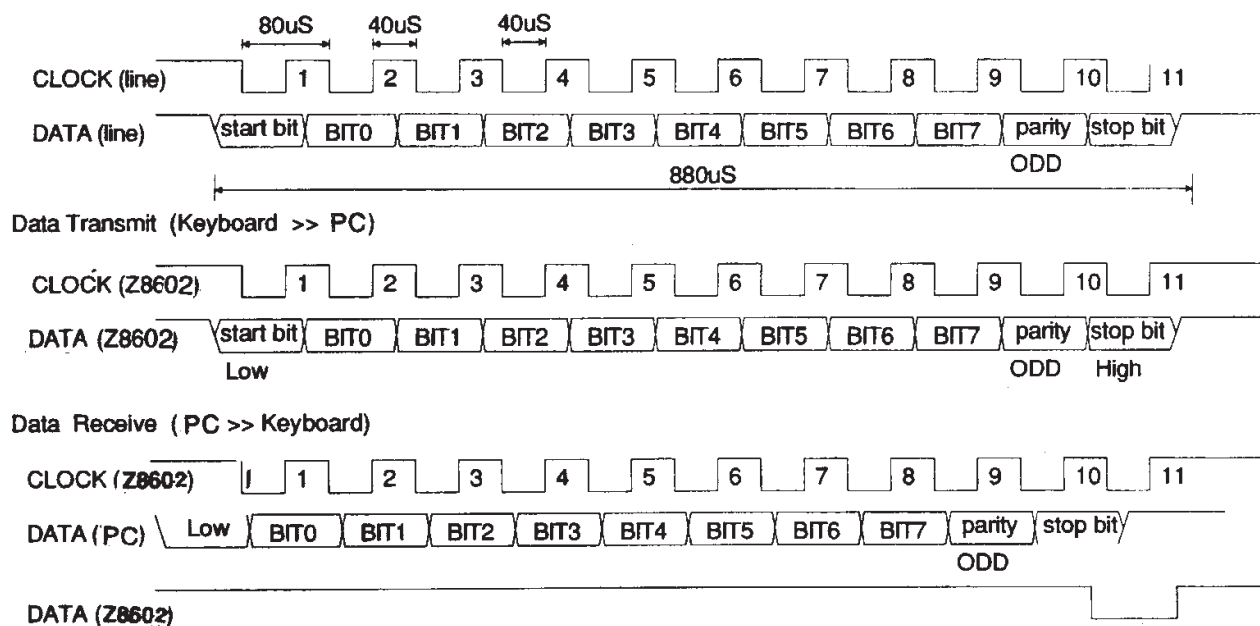 80uS 40uS 40uS
CLOCK (line) 1 2 3 4 5 6 7 8 9 10 11
DATA (line) start bit BIT0 BIT1 BIT2 BIT3 BIT4 BIT5 BIT6 BIT7 parity stop bit
ODD
880uS
Data Transmit (Keyboard >> PC)
CLOCK (Z8602) 1 2 3 4 5 6 7 8 9 10 11
DATA (Z8602) start bit BIT0 BIT1 BIT2 BIT3 BIT4 BIT5 BIT6 BIT7 parity stop bit
Low ODD High
Data Receive (PC >> Keyboard)
CLOCK (Z8602) 1 2 3 4 5 6 7 8 9 10 11
DATA (PC) Low BIT0 BIT1 BIT2 BIT3 BIT4 BIT5 BIT6 BIT7 parity stop bit
ODD
DATA (Z8602)